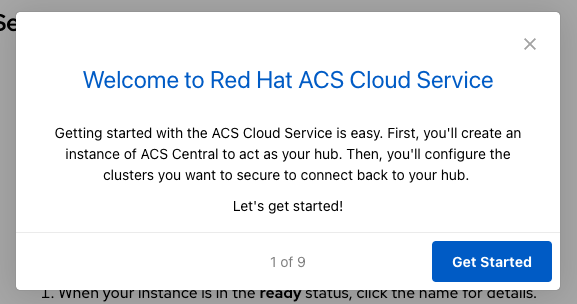 Se
Welcome to Red Hat ACS Cloud Service
Getting started with the ACS Cloud Service is easy. First, you'll create an
instance of ACS Central to act as your hub. Then, you'll configure the
clusters you want to secure to connect back to your hub.
Let's get started!
1 of 9
Get Started
1. When your instance is in the ready status, click the name for details.